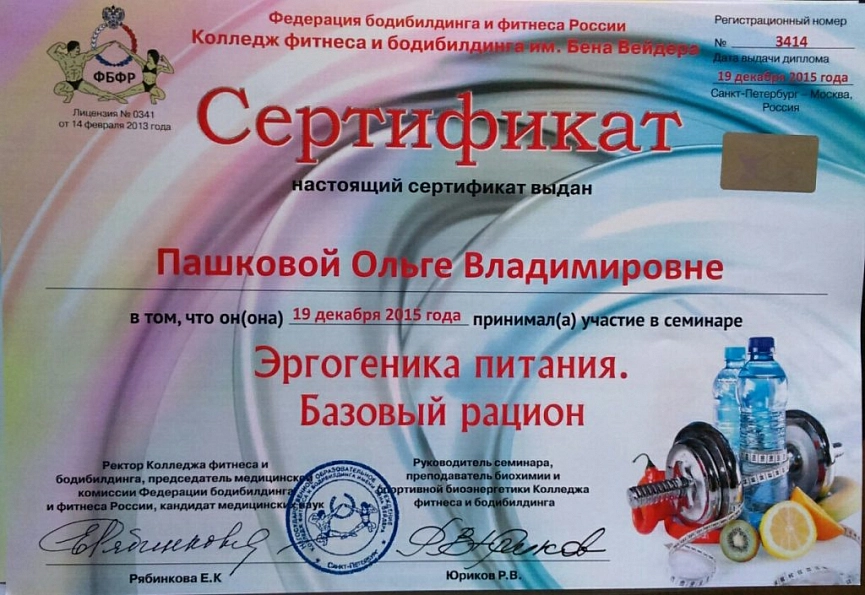 Федерация бодибилдинга и фитнеса России
Колледж фитнеса и бодибилдинга им. Бена Вейдера
Регистрационный номер
№ 3414
Дата выдачи диплома
19 декабря 2015 года
Санкт-Петербург – Москва,
Россия
ФБФР
Лицензия № 0341
от 14 февраля 2013 года
Сертификат
настоящий сертификат выдан
Пашковой Ольге Владимировне
в том, что он(она) 19 декабря 2015 года принимал(а) участие в семинаре
Эргогеника питания.
Базовый рацион
Ректор Колледжа фитнеса и
бодибилдинга, председатель медицинской
комиссии Федерации бодибилдинга
и фитнеса России, кандидат медицинских наук
Рябинкова Е.К
Руководитель семинара,
преподаватель биохимии и
спортивной биоэнергетики Колледжа
фитнеса и бодибилдинга
Юриков Р.В.
Санкт-Петербург